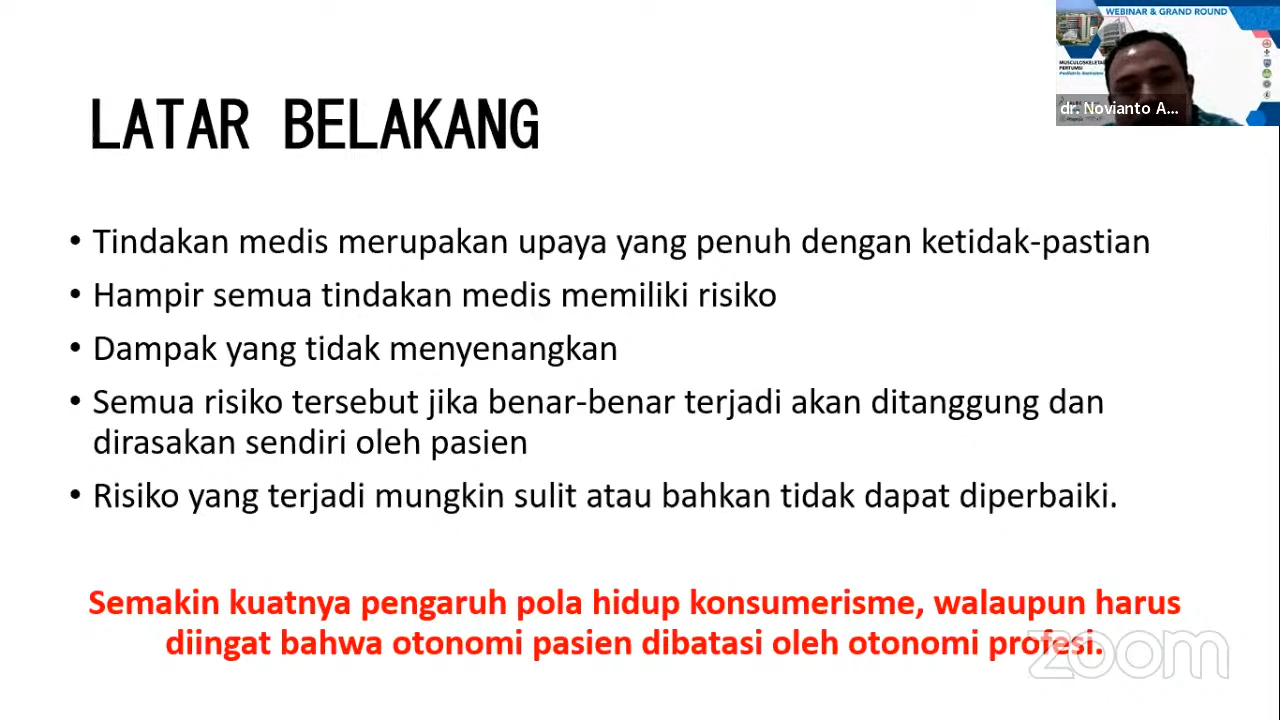 WEBINAR & GRAND ROUND
dr. Novianto A...
LATAR BELAKANG
• Tindakan medis merupakan upaya yang penuh dengan ketidak-pastian
• Hampir semua tindakan medis memiliki risiko
• Dampak yang tidak menyenangkan
• Semua risiko tersebut jika benar-benar terjadi akan ditanggung dan
dirasakan sendiri oleh pasien
• Risiko yang terjadi mungkin sulit atau bahkan tidak dapat diperbaiki.
Semakin kuatnya pengaruh pola hidup konsumerisme, walaupun harus
diingat bahwa otonomi pasien dibatasi oleh otonomi profesi.
zoom